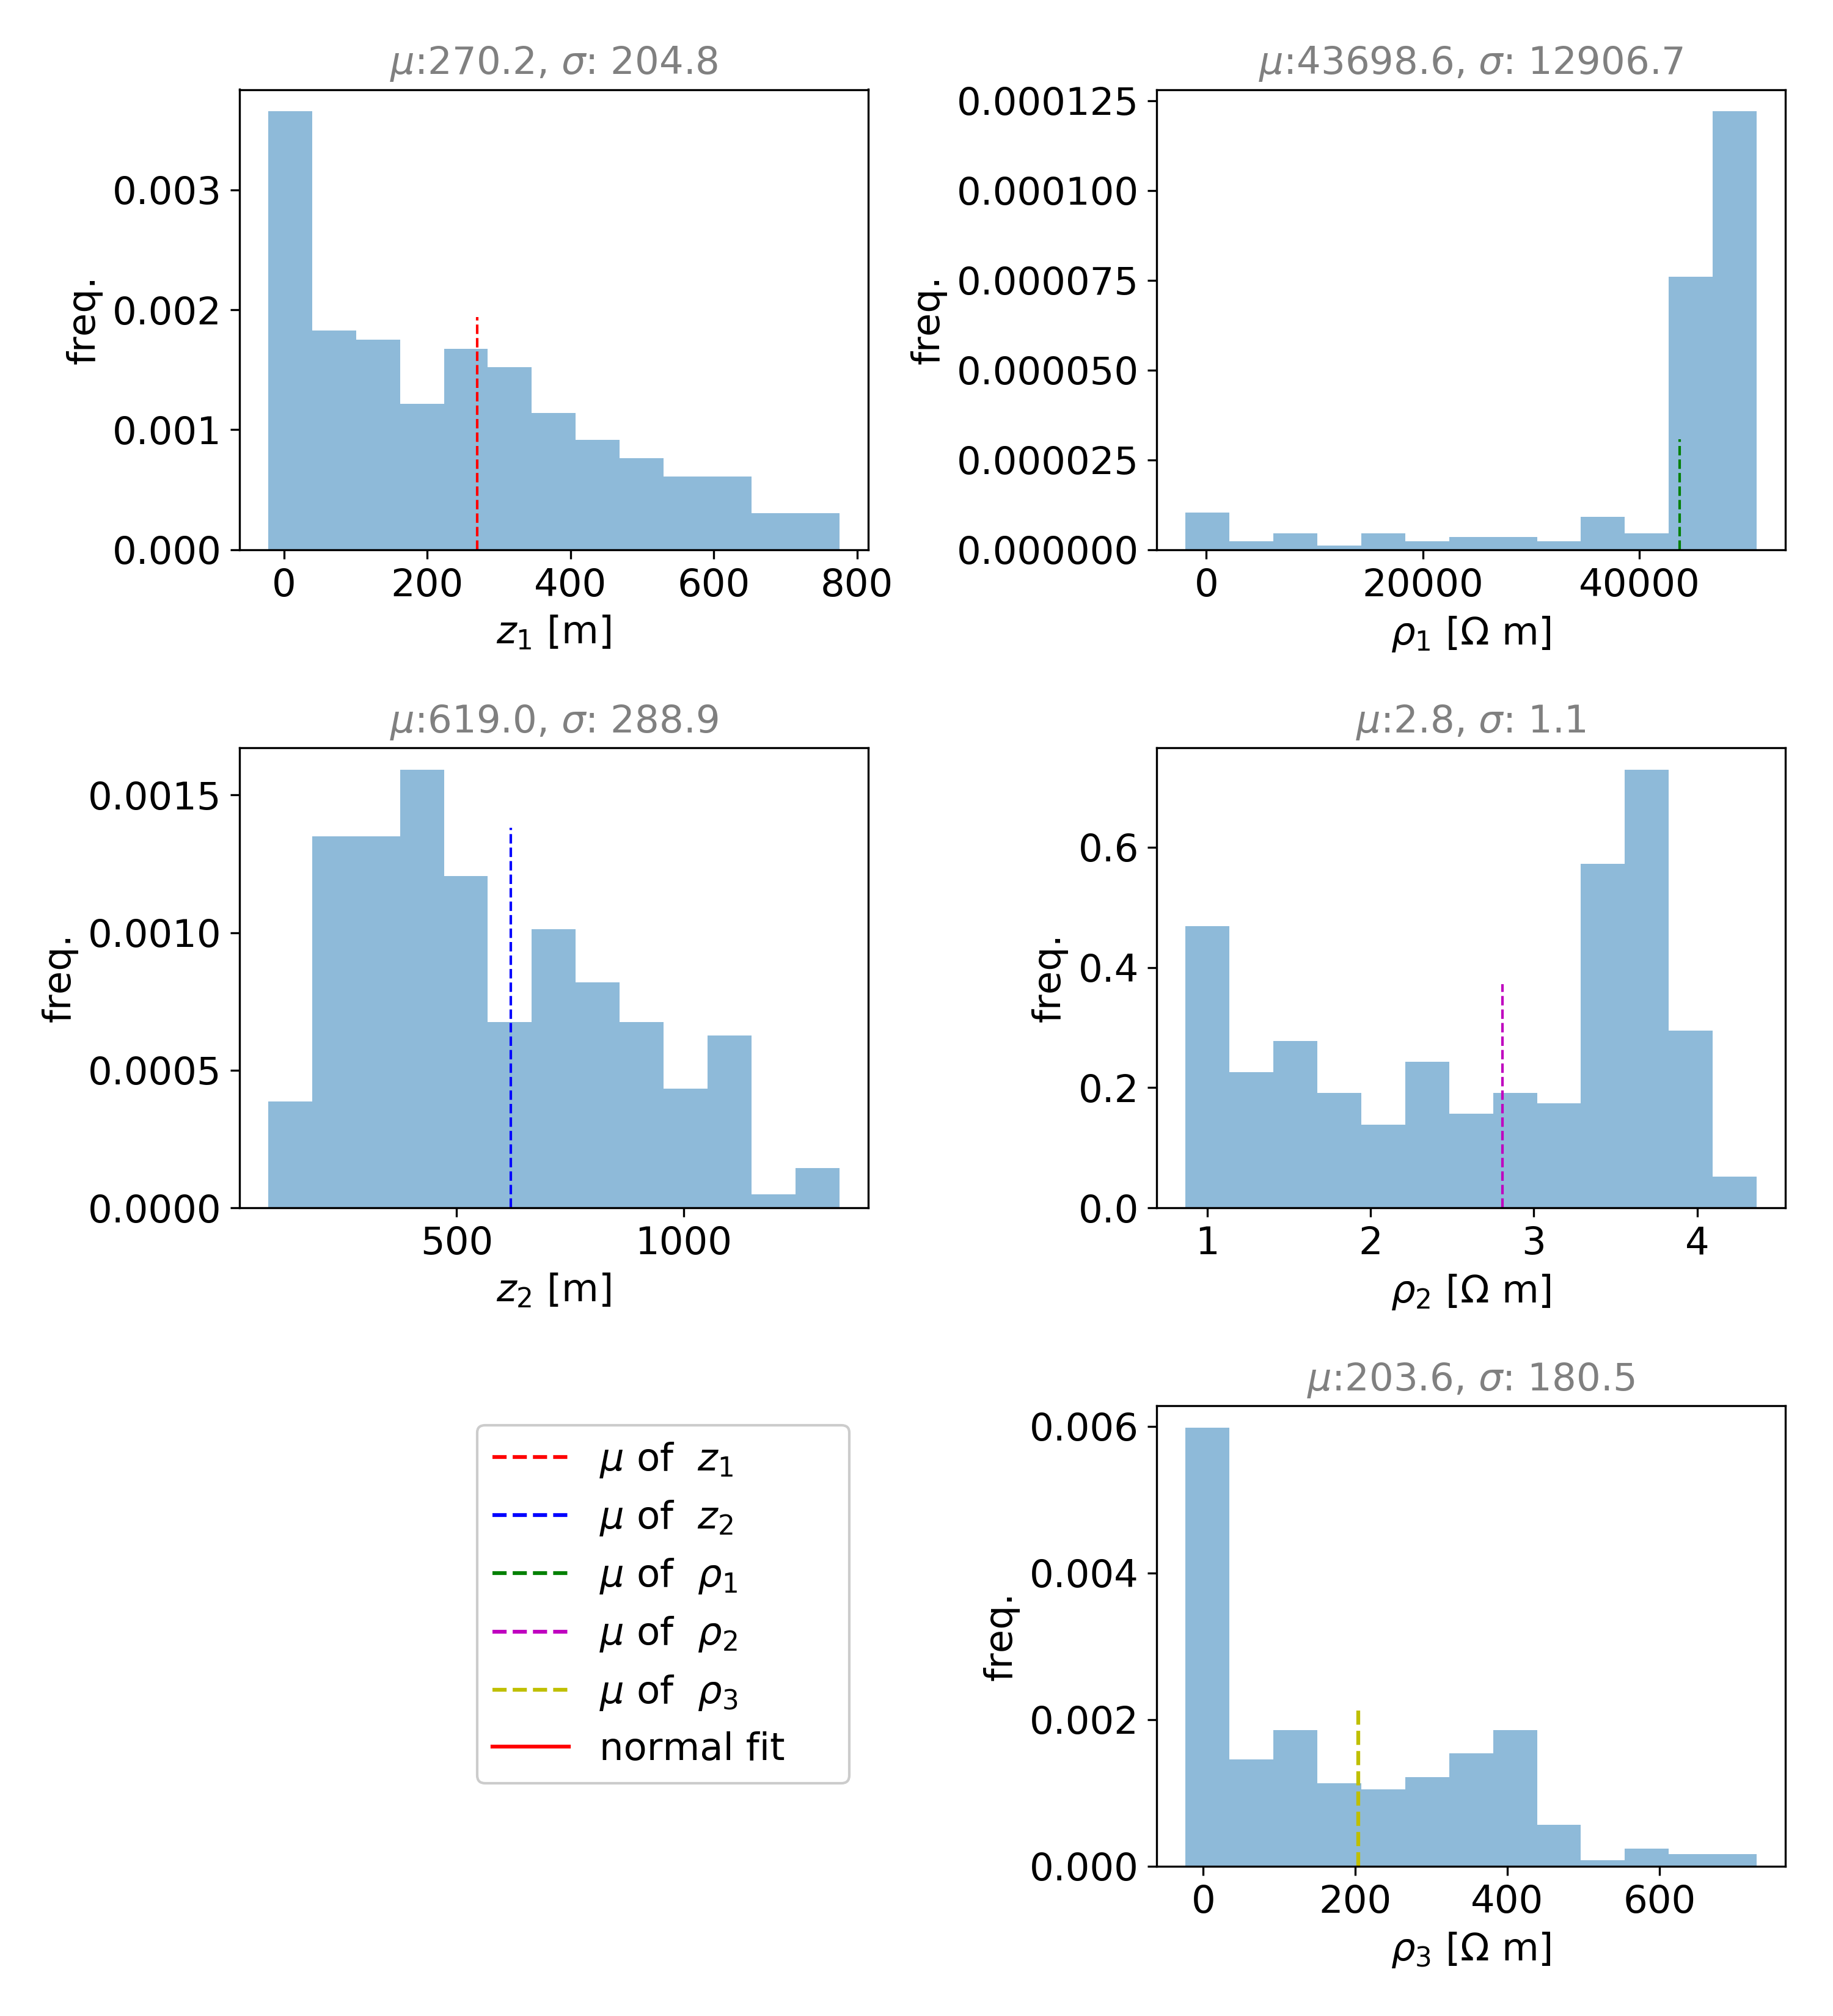 μ:270.2, σ: 204.8
freq.
0.003
0.002
0.001
0.000
0 200 400 600 800
z₁ [m]
μ:43698.6, σ: 12906.7
freq.
0.000125
0.000100
0.000075
0.000050
0.000025
0.000000
0 20000 40000
ρ₁ [Ω m]
μ:619.0, σ: 288.9
freq.
0.0015
0.0010
0.0005
0.0000
500 1000
z₂ [m]
μ:2.8, σ: 1.1
freq.
0.6
0.4
0.2
0.0
1 2 3 4
ρ₂ [Ω m]
μ of z₁
μ of z₂
μ of ρ₁
μ of ρ₂
μ of ρ₃
normal fit
μ:203.6, σ: 180.5
freq.
0.006
0.004
0.002
0.000
0 200 400 600
ρ₃ [Ω m]